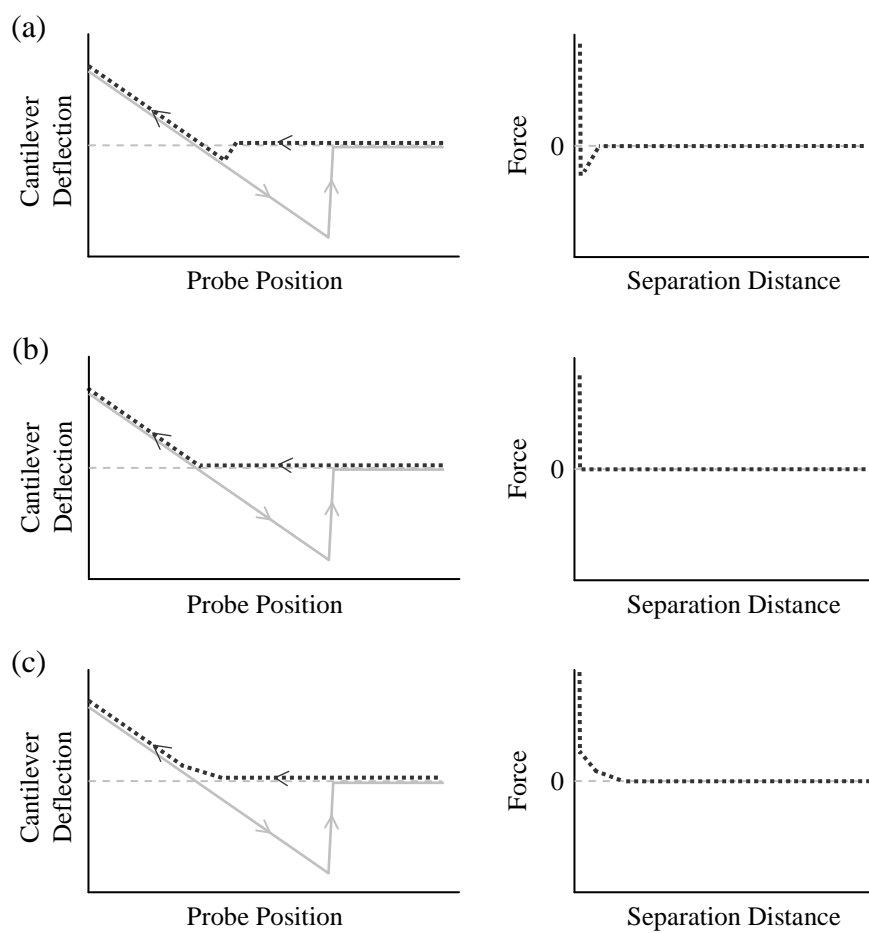 (a)
Cantilever
Deflection
Probe Position
Force
0
Separation Distance
(b)
Cantilever
Deflection
Probe Position
Force
0
Separation Distance
(c)
Cantilever
Deflection
Probe Position
Force
0
Separation Distance